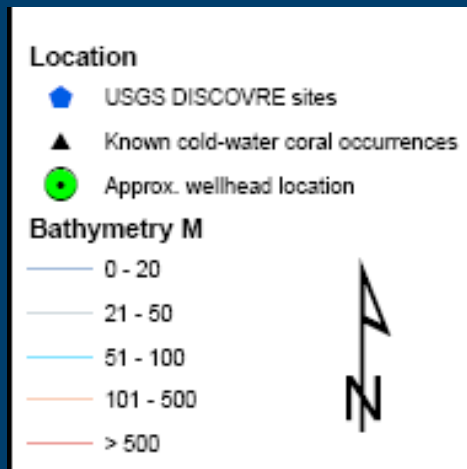 Location
USGS DISCOVRE sites
Known cold-water coral occurrences
Approx. wellhead location
Bathymetry M
0 - 20
21 - 50
51 - 100
101 - 500
> 500
N